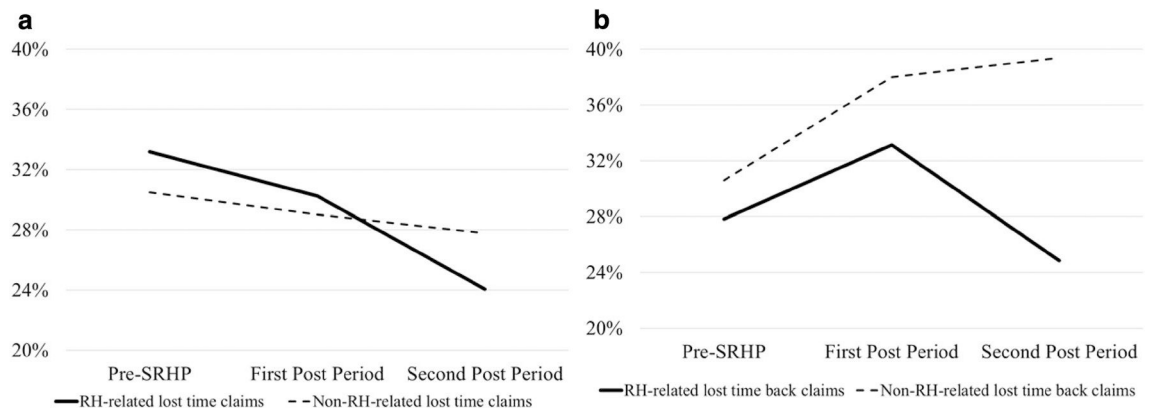 a
40%
36%
32%
28%
24%
20%
Pre-SRHP First Post Period Second Post Period
RH-related lost time claims Non-RH-related lost time claims
b
40%
36%
32%
28%
24%
20%
Pre-SRHP First Post Period Second Post Period
RH-related lost time back claims Non-RH-related lost time back claims